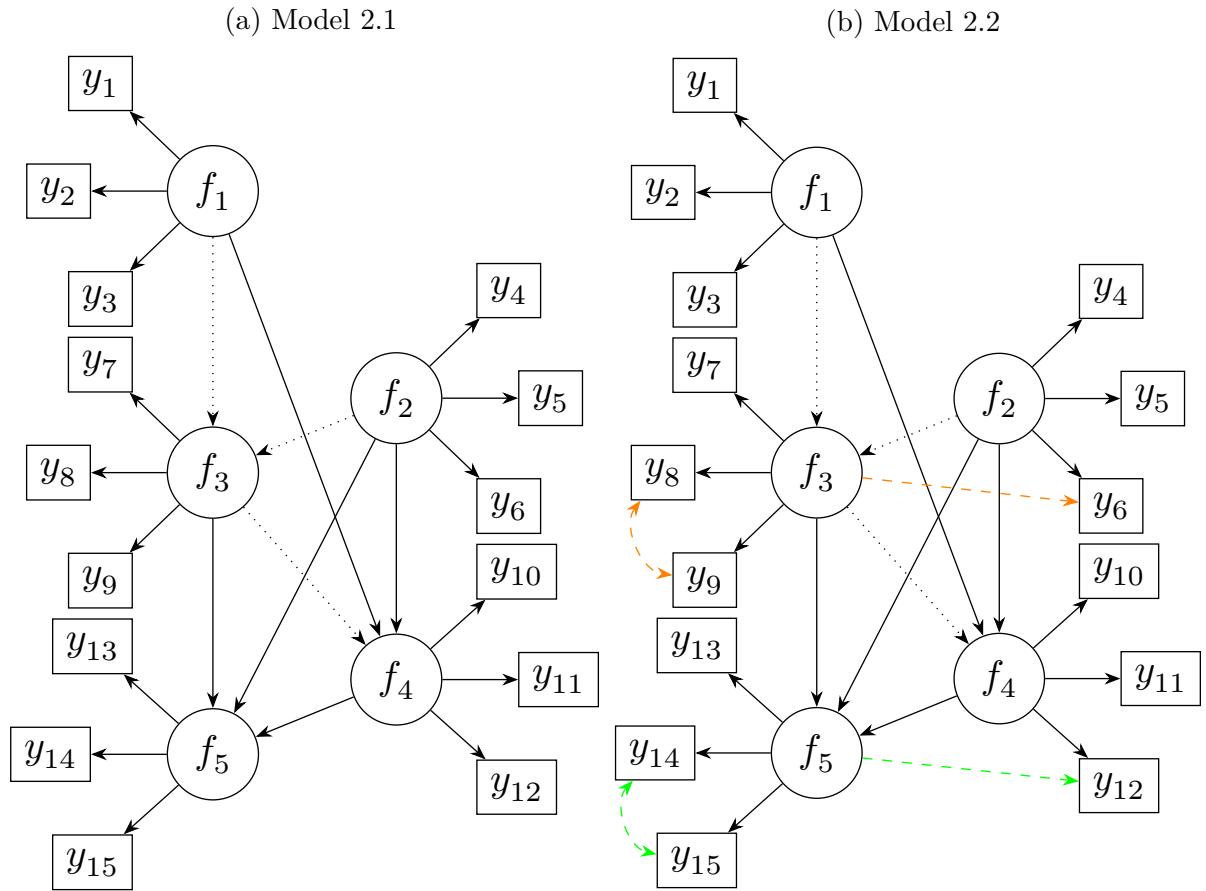 (a) Model 2.1
y₁
y₂
f₁
y₃
y₄
y₇
f₂
y₅
y₈
f₃
y₆
y₉
y₁₀
y₁₃
f₄
y₁₁
y₁₄
f₅
y₁₂
y₁₅
(b) Model 2.2
y₁
y₂
f₁
y₃
y₄
y₇
f₂
y₅
y₈
f₃
y₆
y₉
y₁₀
y₁₃
f₄
y₁₁
y₁₄
f₅
y₁₂
y₁₅